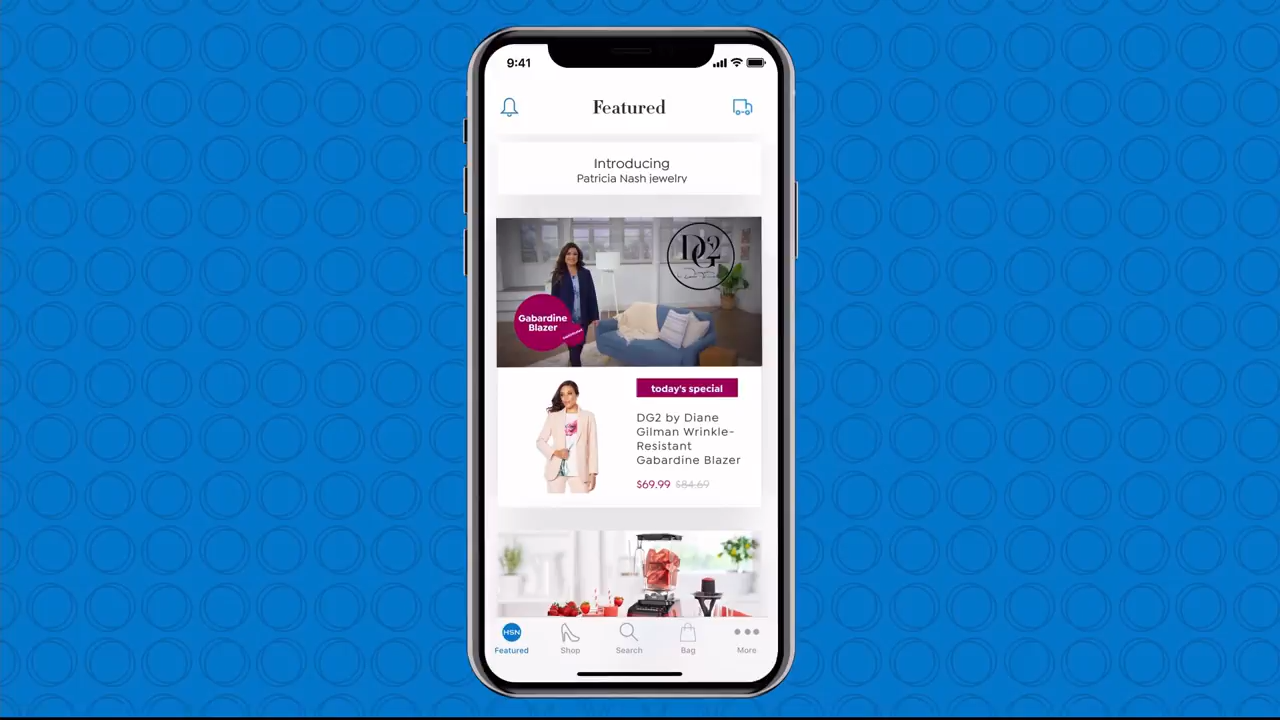 9:41
Featured
Introducing
Patricia Nash jewelry
DG2
Gabardine
Blazer
today's special
DG2 by Diane
Gilman Wrinkle-
Resistant
Gabardine Blazer
$69.99 $84.69
HSN
Featured Shop Search Bag More